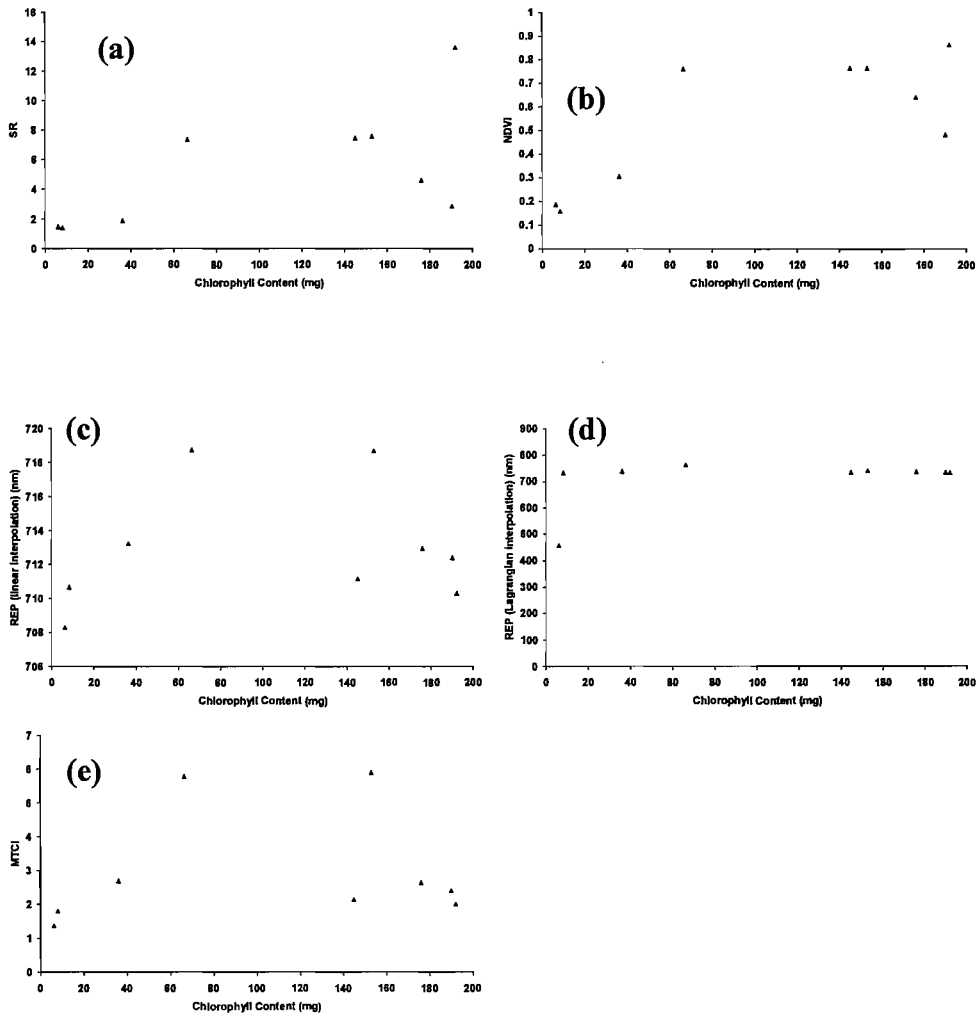 (a)
SR
16
14
12
10
8
6
4
2
0
0 20 40 60 80 100 120 140 160 180 200
Chlorophyll Content (mg)
(b)
NDVI
1
0.9
0.8
0.7
0.6
0.5
0.4
0.3
0.2
0.1
0
0 20 40 60 80 100 120 140 160 180 200
Chlorophyll Content (mg)
(c)
REP (linear interpolation) (nm)
720
718
716
714
712
710
708
706
0 20 40 60 80 100 120 140 160 180 200
Chlorophyll Content (mg)
(d)
REP (Lagrangian interpolation) (nm)
900
800
700
600
500
400
300
200
100
0
0 20 40 60 80 100 120 140 160 180 200
Chlorophyll Content (mg)
(e)
MTCI
7
6
5
4
3
2
1
0
0 20 40 60 80 100 120 140 160 180 200
Chlorophyll Content (mg)